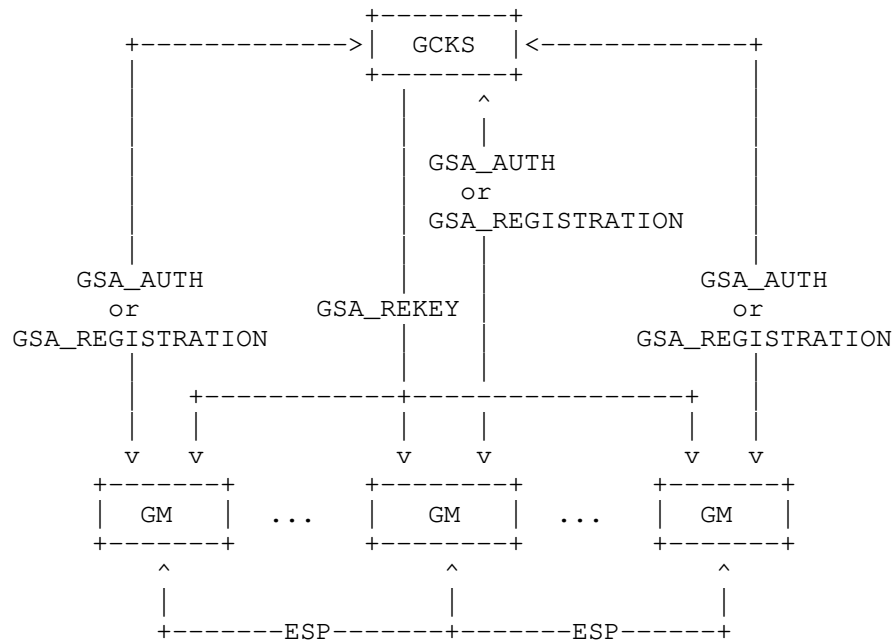 GCKS
GSA_AUTH
or
GSA_REGISTRATION
GSA_AUTH GSA_AUTH
or GSA_REKEY or
GSA_REGISTRATION GSA_REGISTRATION
GM ... GM ... GM
ESP ESP